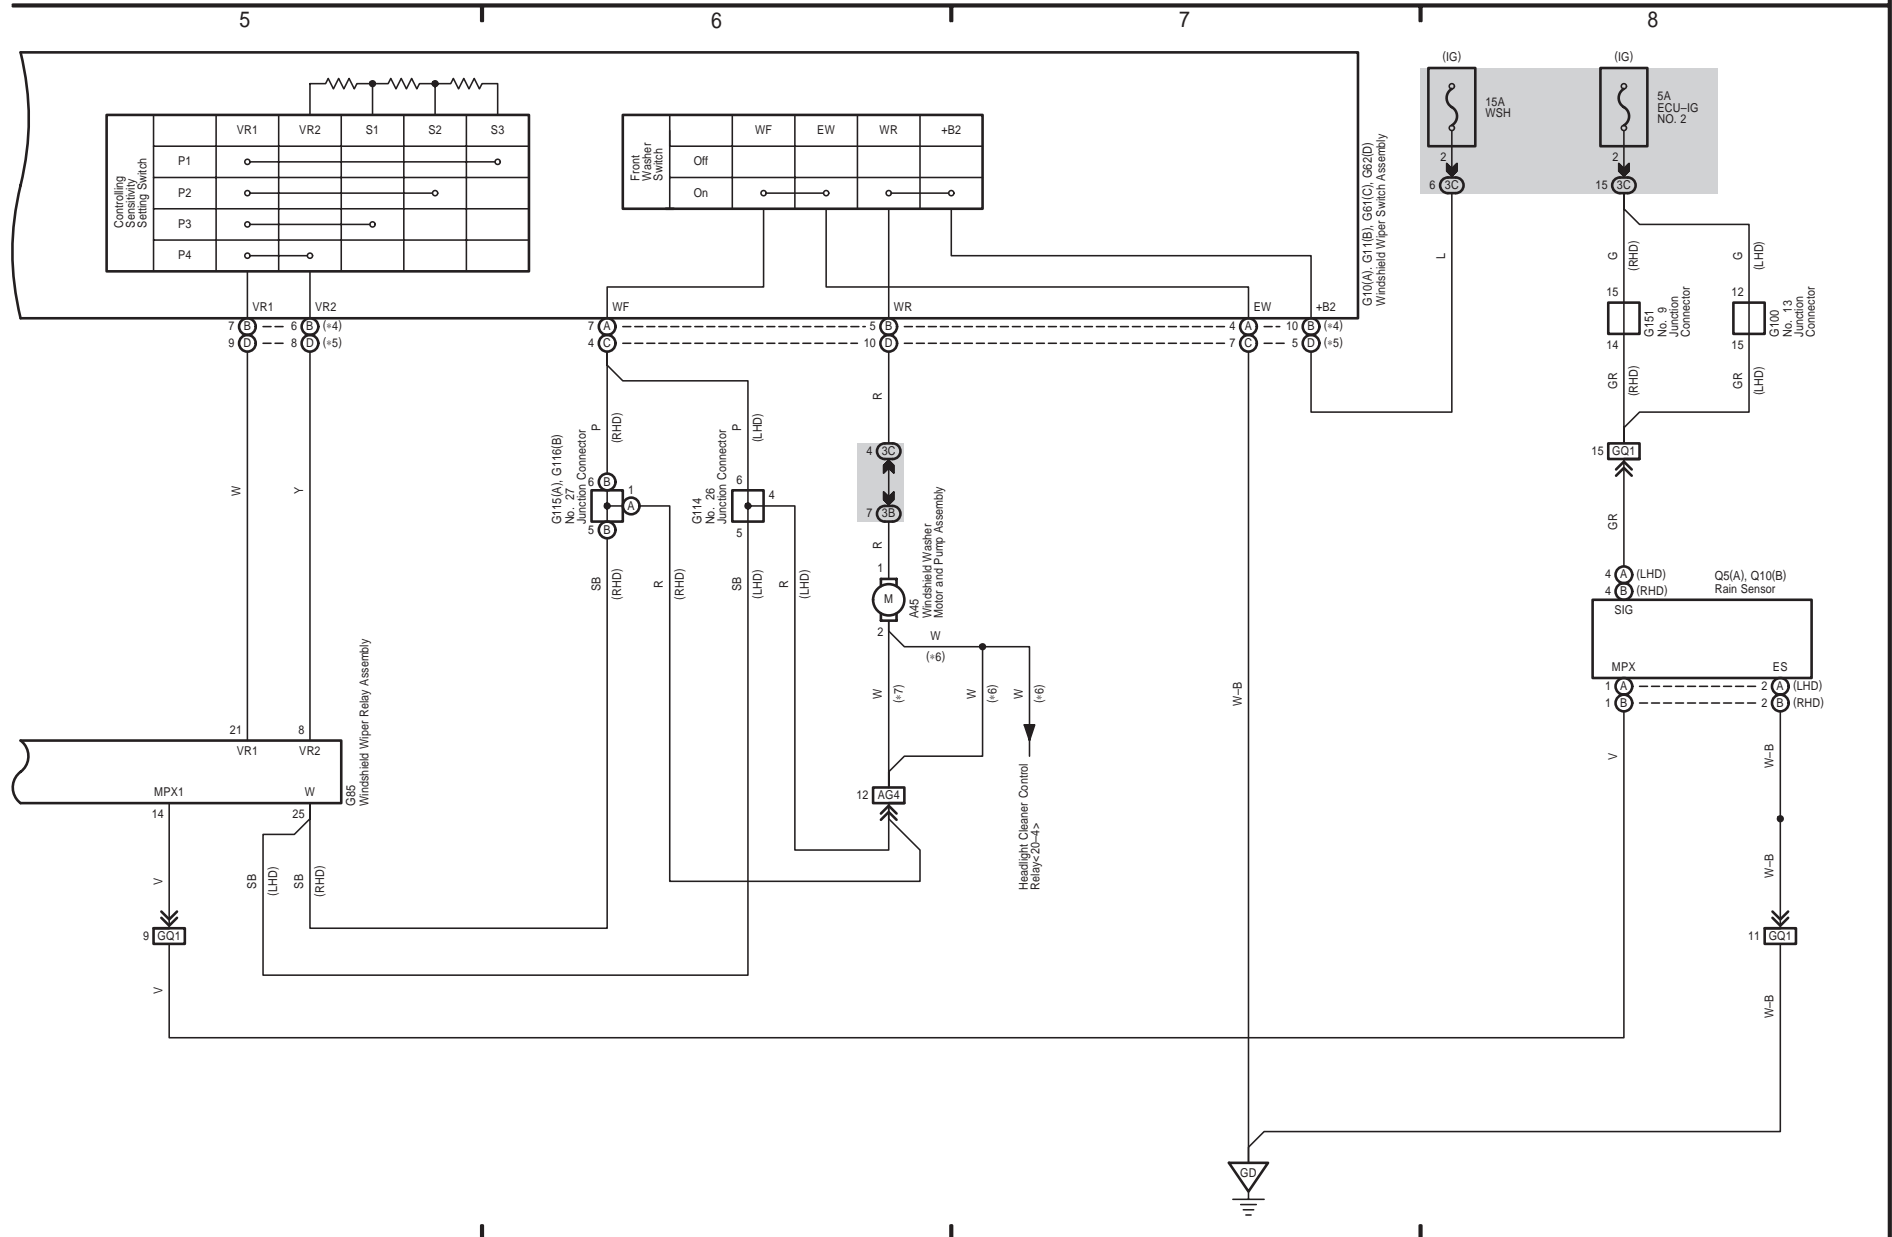 5 6 7 8
(IG) (IG)
15A
WSH
5A
ECU–IG
NO. 2
2 2
6 3C 15 3C
Controlling
Sensitivity
Setting Switch
VR1 VR2 S1 S2 S3
P1
P2
P3
P4
Front
Washer
Switch
WF EW WR +B2
Off
On
G10(A), G11(B), G61(C), G62(D)
Windshield Wiper Switch Assembly
VR1 VR2 WF WR EW +B2
7 B 6 B (*4) 7 A 5 B 4 A 10 B (*4)
9 D 8 D (*5) 4 C 10 D 7 C 5 D (*5)
L
G (RHD) G (LHD)
15 12
G151
No. 9
Junction
Connector
G100
No. 13
Junction
Connector
14 15
GR (RHD) GR (LHD)
15 GQ1
GR
W Y
P (RHD) P (LHD)
R
4 3C
7 3B
R
G115(A), G116(B)
No. 27
Junction Connector
6 B
1
A
5 B
G114
No. 26
Junction Connector
6
4
5
SB (RHD) R (RHD) SB (LHD) R (LHD)
1
M
2
A45
Windshield Washer
Motor and Pump Assembly
W
(*6)
W (*7) W (*6) W (*6)
12 AG4
Headlight Cleaner Control
Relay<20–4>
W–B
4 A (LHD)
4 B (RHD)
Q5(A), Q10(B)
Rain Sensor
SIG
MPX ES
1 A 2 A (LHD)
1 B 2 B (RHD)
V W–B
W–B
21 8
VR1 VR2
MPX1 W
14 25
G85
Windshield Wiper Relay Assembly
V
SB (LHD) SB (RHD)
9 GQ1
11 GQ1
V
W–B
GD